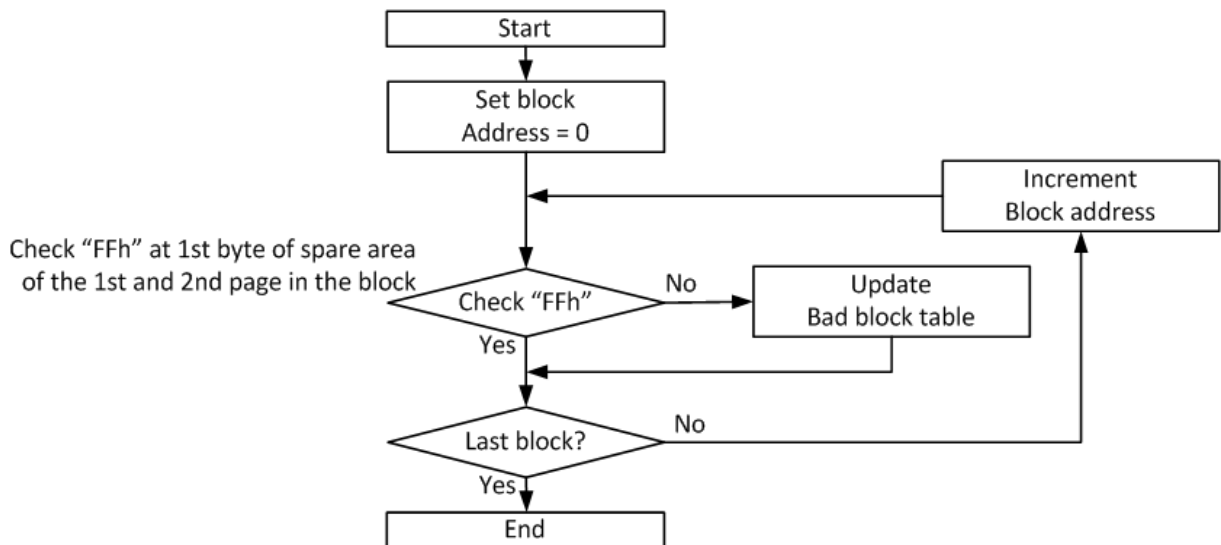 Start
Set block
Address = 0
Increment
Block address
Check “FFh” at 1st byte of spare area
of the 1st and 2nd page in the block
Check “FFh”
No
Update
Bad block table
Yes
Last block?
No
Yes
End